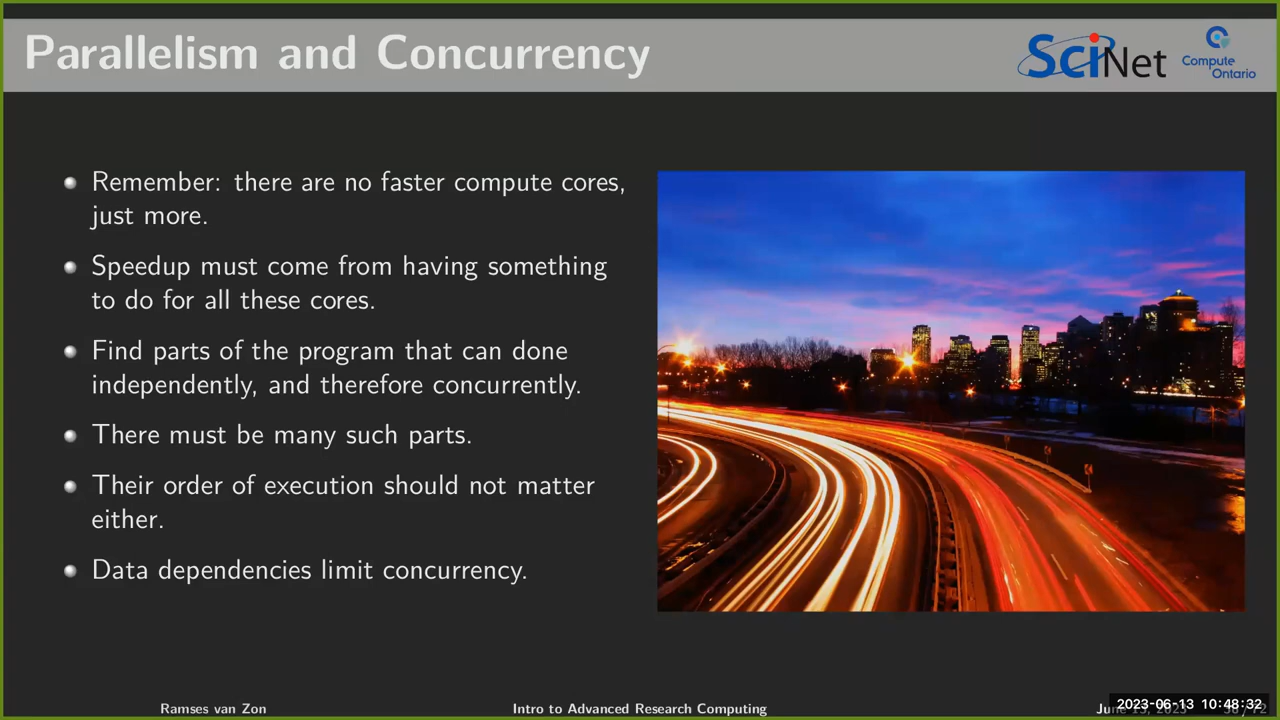 Parallelism and Concurrency
SciNet
Compute
Ontario
Remember: there are no faster compute cores,
just more.
Speedup must come from having something
to do for all these cores.
Find parts of the program that can done
independently, and therefore concurrently.
There must be many such parts.
Their order of execution should not matter
either.
Data dependencies limit concurrency.
Ramses van Zon
Intro to Advanced Research Computing
2023-06-13 10:48:32